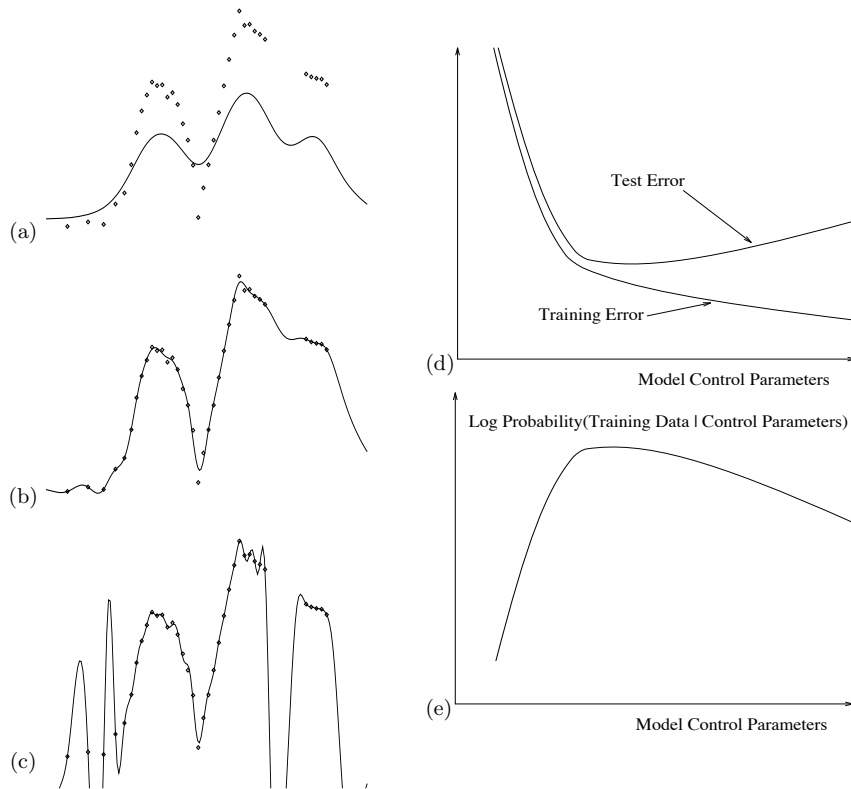 (a)
(b)
(c)
Test Error
Training Error
(d)
Model Control Parameters
Log Probability(Training Data | Control Parameters)
(e)
Model Control Parameters